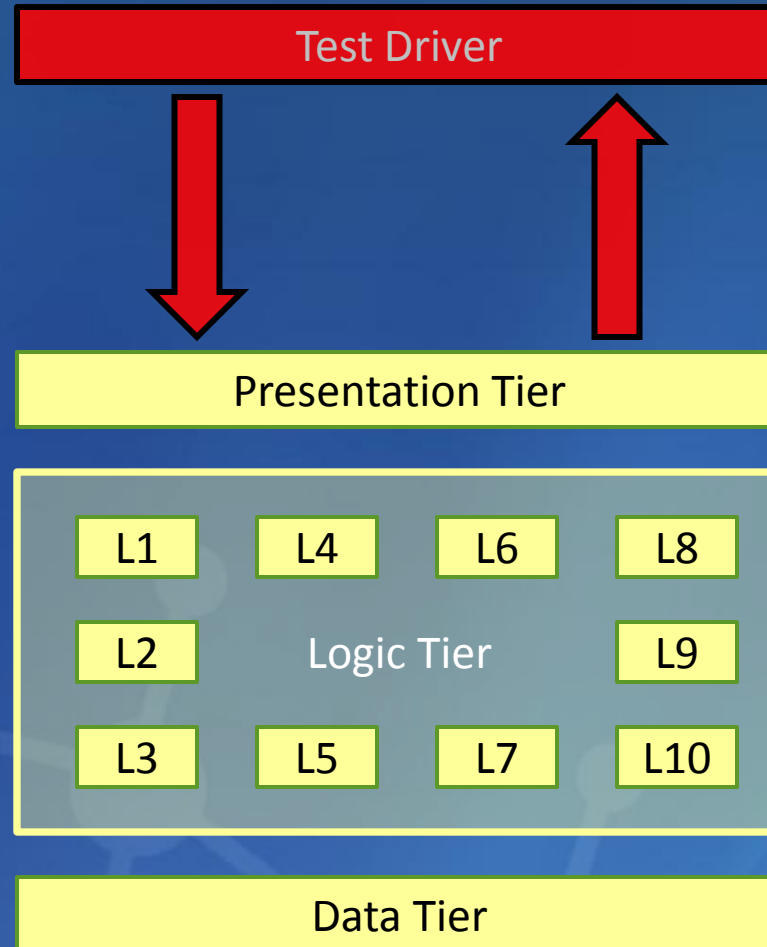 Test Driver
Presentation Tier
L1 L4 L6 L8
L2 Logic Tier L9
L3 L5 L7 L10
Data Tier